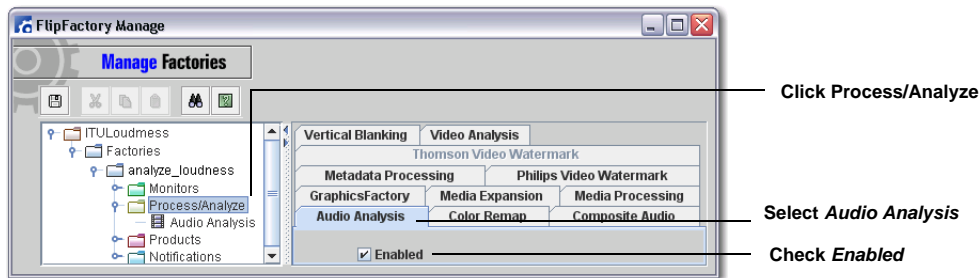 FlipFactory Manage
Manage Factories
ITULoudmess
Factories
analyze_loudness
Monitors
Process/Analyze
Audio Analysis
Products
Notifications
Vertical Blanking Video Analysis
Thomson Video Watermark
Metadata Processing Philips Video Watermark
GraphicsFactory Media Expansion Media Processing
Audio Analysis Color Remap Composite Audio
Enabled
Click Process/Analyze
Select Audio Analysis
Check Enabled